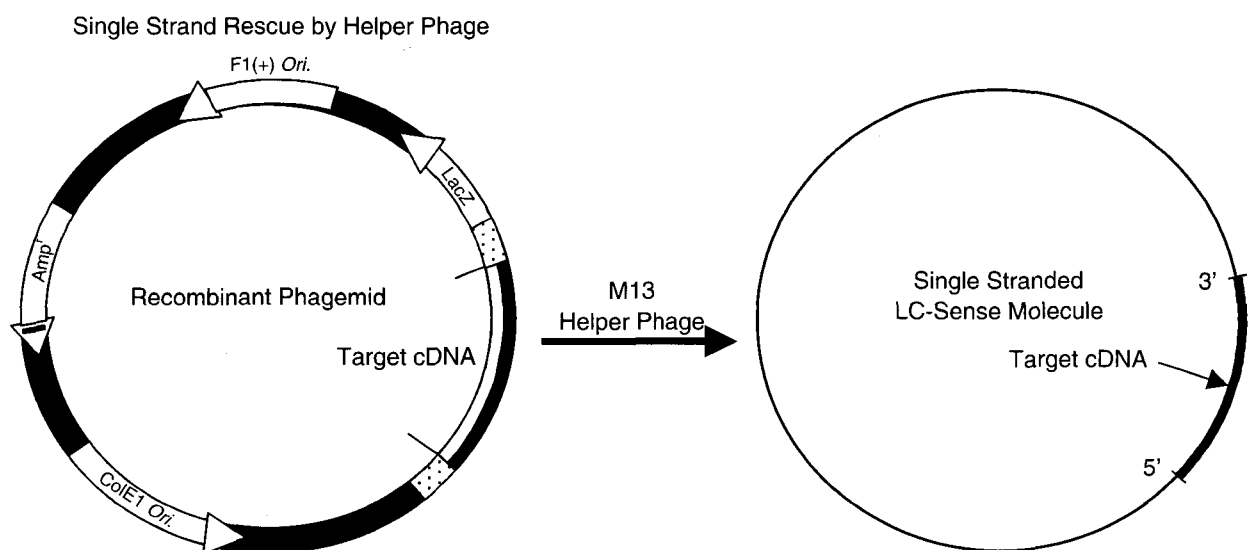 Single Strand Rescue by Helper Phage
F1(+) Ori.
LacZ
Ampʳ
Recombinant Phagemid
Target cDNA
ColE1 Ori.
M13
Helper Phage
Single Stranded
LC-Sense Molecule
3’
Target cDNA
5’